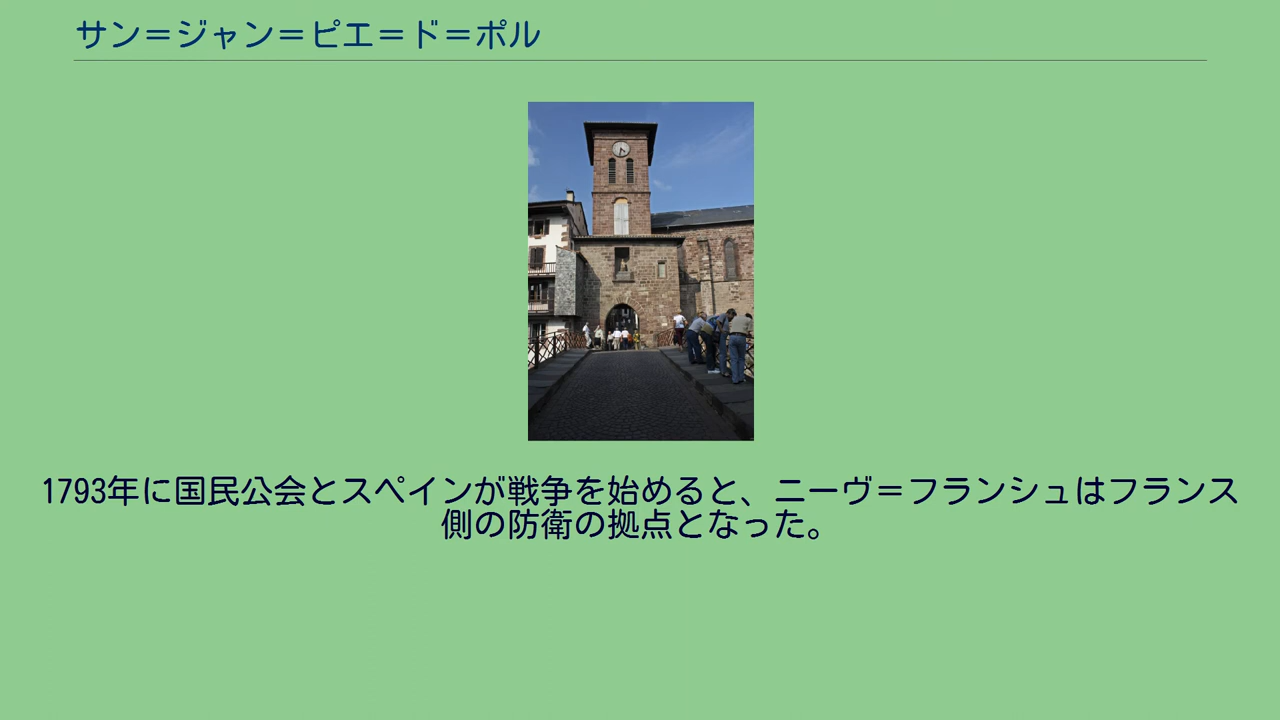 サン＝ジャン＝ピエ＝ド＝ポル
1793年に国民公会とスペインが戦争を始めると、ニーヴ＝フランシュはフランス
側の防衛の拠点となった。